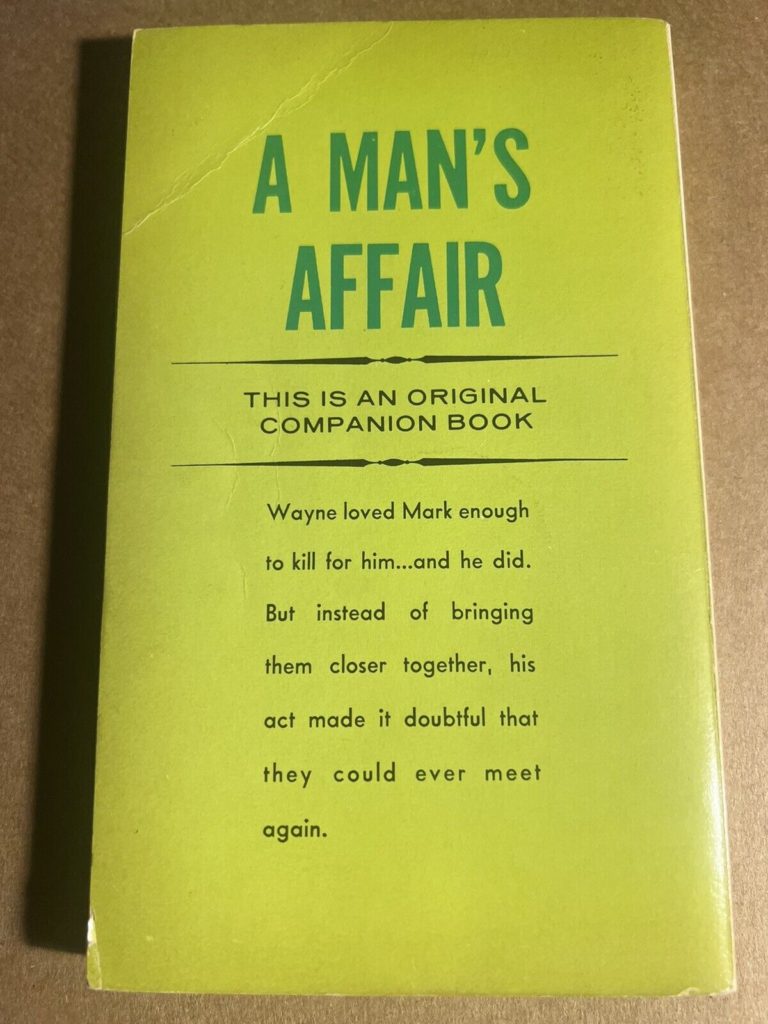 A MAN'S
AFFAIR
THIS IS AN ORIGINAL
COMPANION BOOK
Wayne loved Mark enough
to kill for him...and he did.
But instead of bringing
them closer together, his
act made it doubtful that
they could ever meet
again.